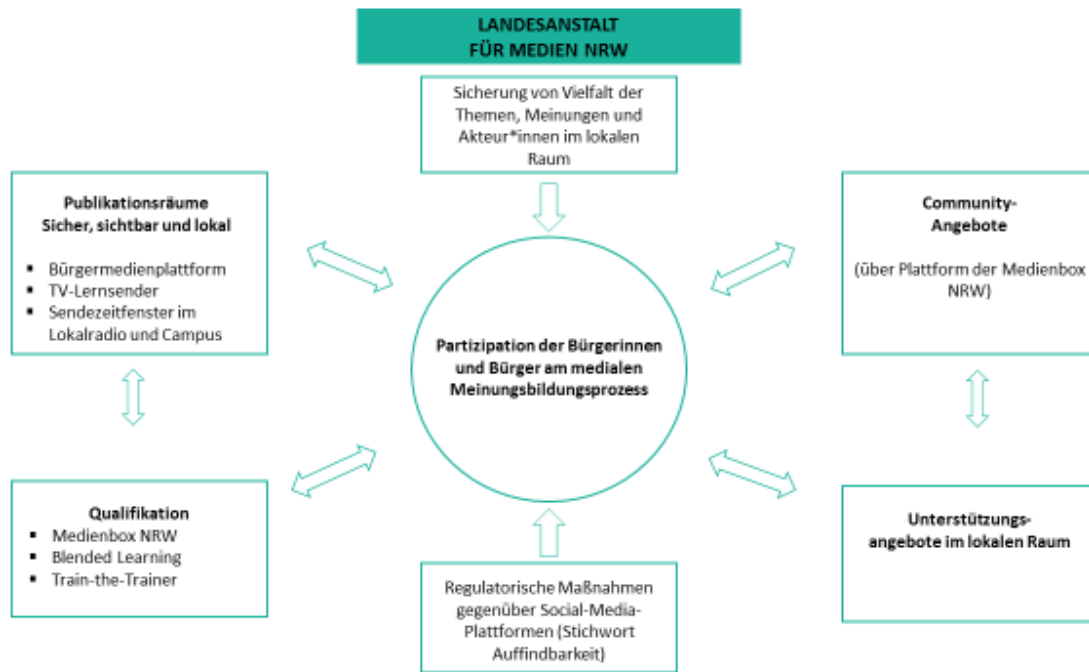 LANDESANSTALT
FÜR MEDIEN NRW
Sicherung von Vielfalt der
Themen, Meinungen und
Akteur*innen im lokalen
Raum
Publikationsräume
Sicher, sichtbar und lokal
▪ Bürgermedienplattform
▪ TV-Lernsender
▪ Sendezeitfenster im
Lokalradio und Campus
Community-
Angebote
(über Plattform der Medienbox
NRW)
Partizipation der Bürgerinnen
und Bürger am medialen
Meinungsbildungsprozess
Qualifikation
▪ Medienbox NRW
▪ Blended Learning
▪ Train-the-Trainer
Unterstützungs-
angebote im lokalen Raum
Regulatorische Maßnahmen
gegenüber Social-Media-
Plattformen (Stichwort
Auffindbarkeit)